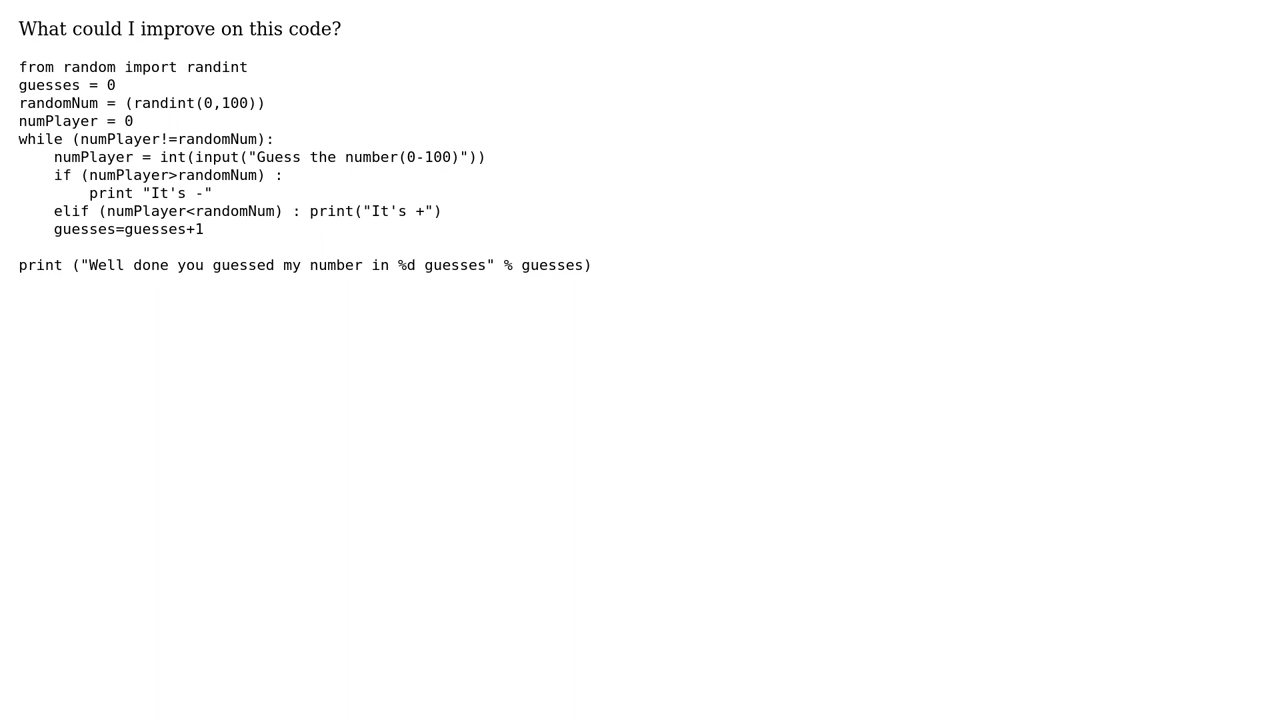 What could I improve on this code?
from random import randint
guesses = 0
randomNum = (randint(0,100))
numPlayer = 0
while (numPlayer!=randomNum):
    numPlayer = int(input("Guess the number(0-100)"))
    if (numPlayer>randomNum) :
        print "It's -"
    elif (numPlayer<randomNum) : print("It's +")
    guesses=guesses+1

print ("Well done you guessed my number in %d guesses" % guesses)